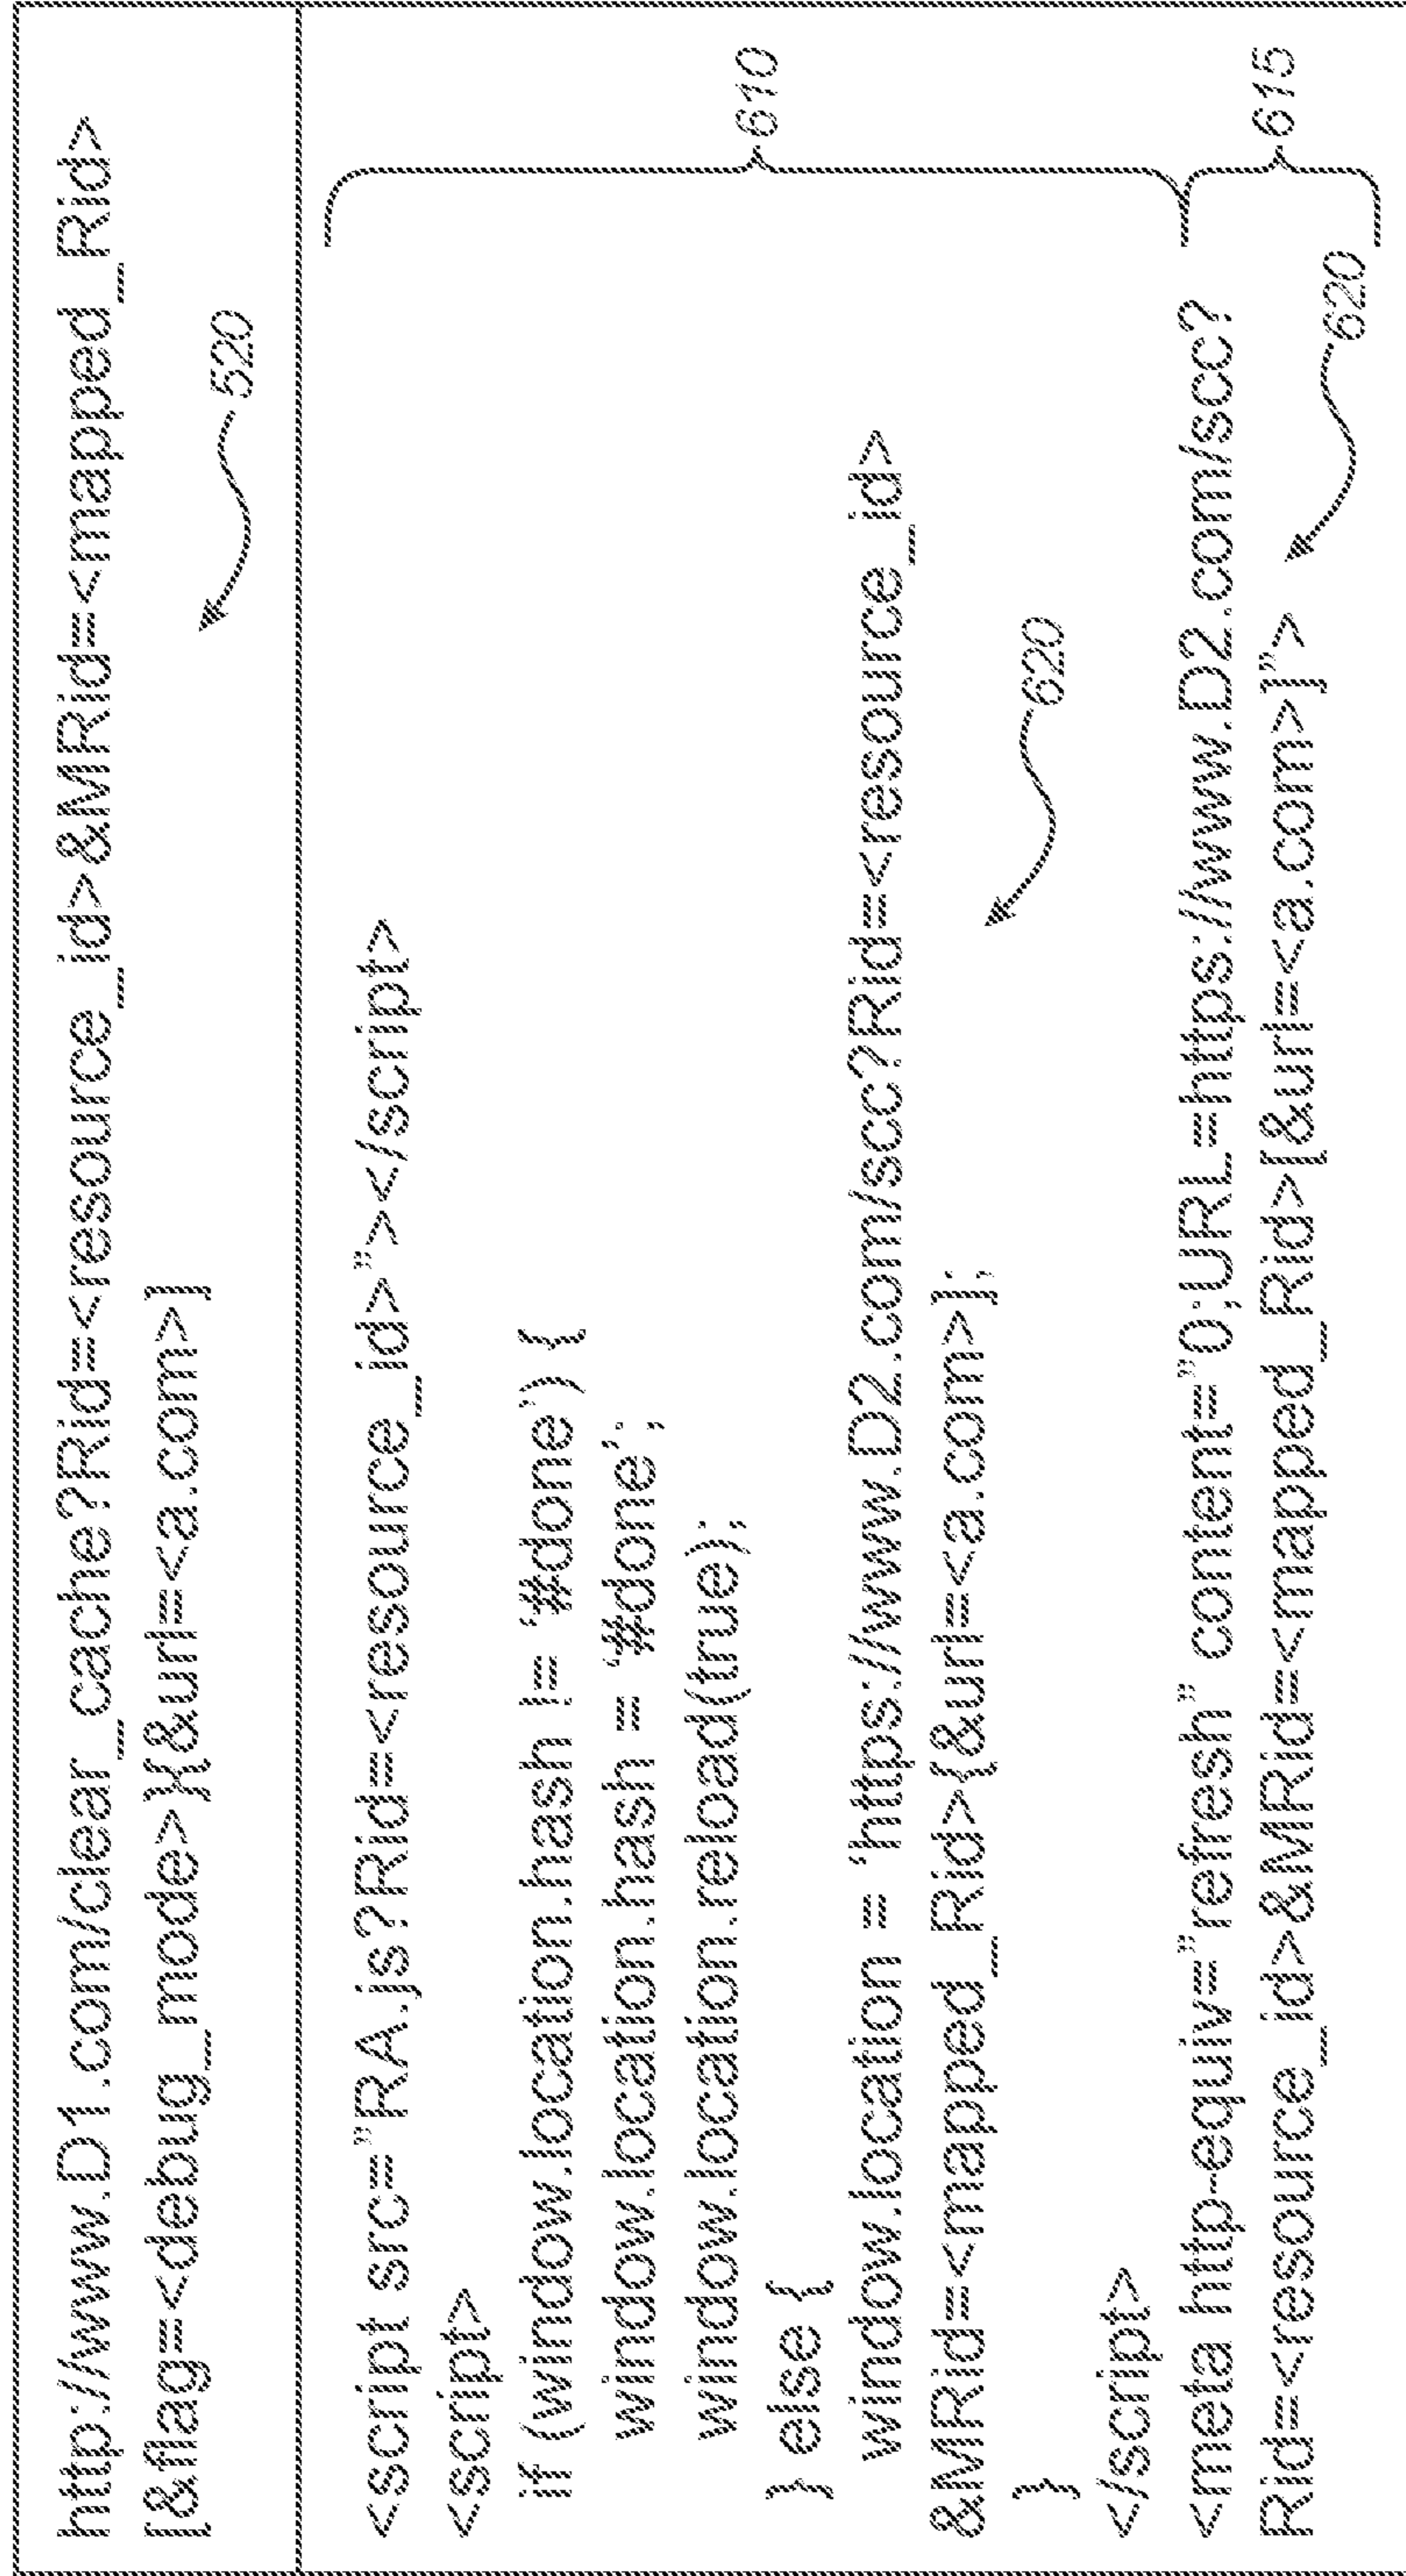 http://www.D1.com/clear_cache?Rid=<resource_id>&MRid=<mapped_Rid>
[&flag=<debug_mode>][&url=<a.com>]
520
<script src="RA.js?Rid=<resource_id>"></script>
<script>
if (window.location.hash != '#done') {
window.location.hash = '#done';
window.location.reload(true);
} else {
window.location = 'https://www.D2.com/scc?Rid=<resource_id>
&MRid=<mapped_Rid>[&url=<a.com>];
620
}
</script>
610
<meta http-equiv="refresh" content="0;URL=https://www.D2.com/scc?
Rid=<resource_id>&MRid=<mapped_Rid>[&url=<a.com>]">
620
615